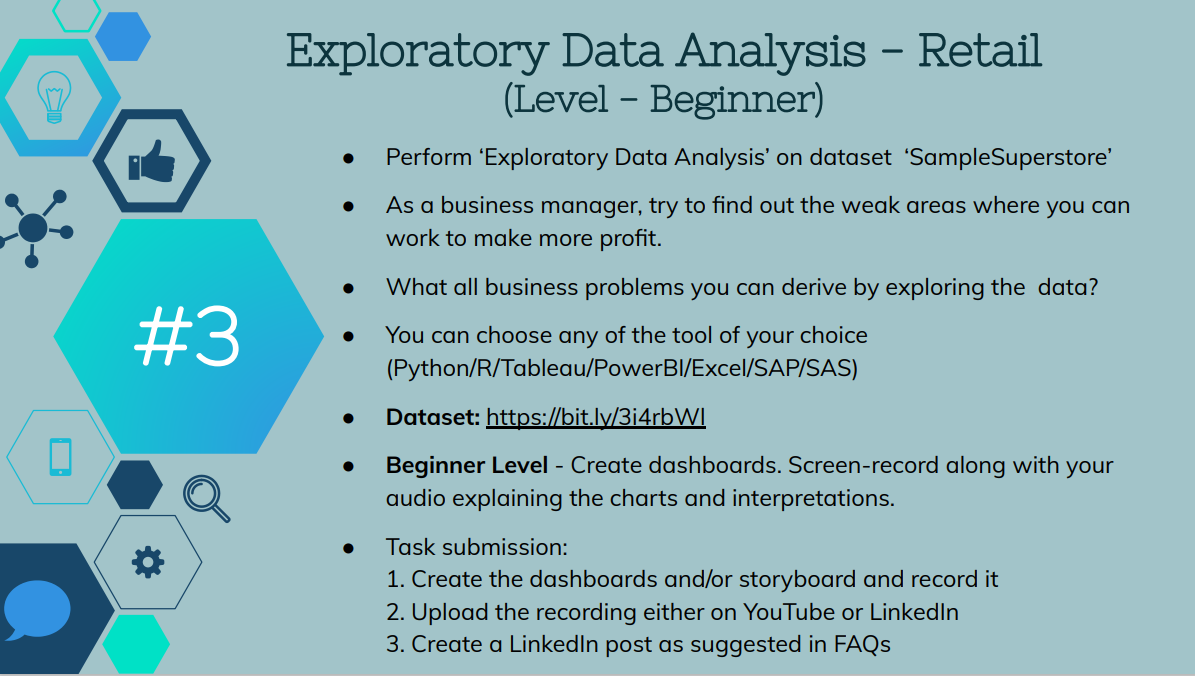 Exploratory Data Analysis - Retail
(Level - Beginner)
#3
● Perform ‘Exploratory Data Analysis’ on dataset ‘SampleSuperstore’
● As a business manager, try to find out the weak areas where you can
work to make more profit.
● What all business problems you can derive by exploring the data?
● You can choose any of the tool of your choice
(Python/R/Tableau/PowerBI/Excel/SAP/SAS)
● Dataset: https://bit.ly/3i4rbWl
● Beginner Level - Create dashboards. Screen-record along with your
audio explaining the charts and interpretations.
● Task submission:
1. Create the dashboards and/or storyboard and record it
2. Upload the recording either on YouTube or LinkedIn
3. Create a LinkedIn post as suggested in FAQs